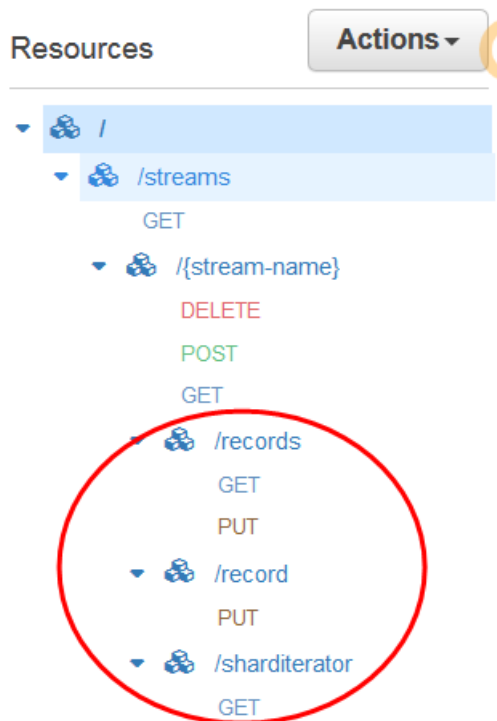 Resources
Actions
/
/streams
GET
/{stream-name}
DELETE
POST
GET
/records
GET
PUT
/record
PUT
/sharditerator
GET